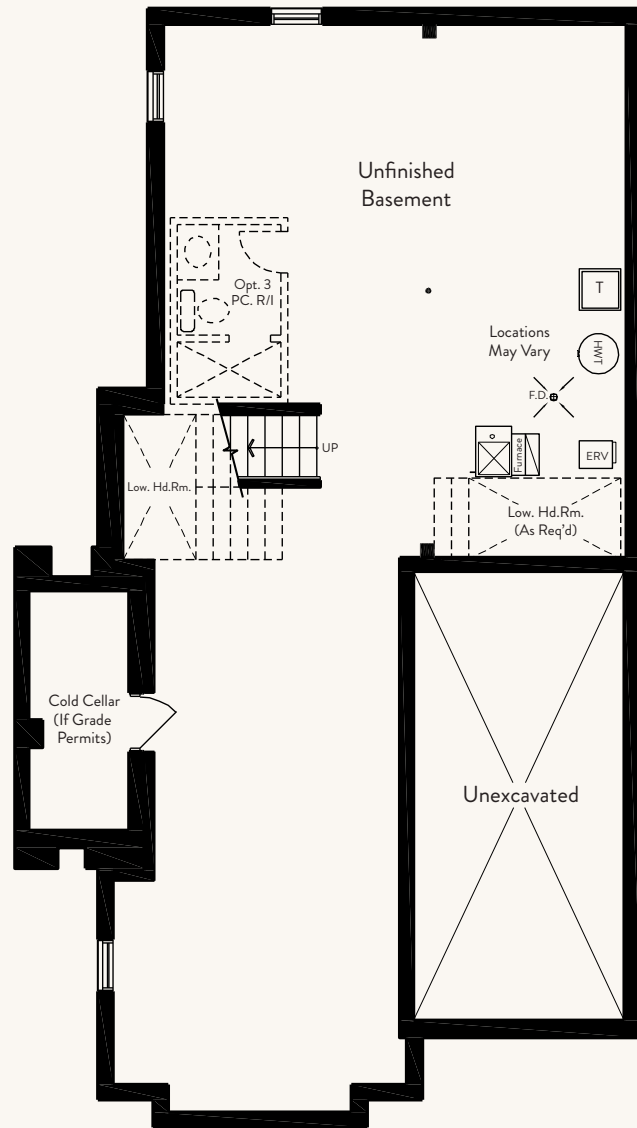 Unfinished
Basement
Opt. 3
PC. R/I
T
Locations
May Vary
HWT
F.D.
UP
Furnace
ERV
Low. Hd.Rm.
Low. Hd.Rm.
(As Req'd)
Cold Cellar
(If Grade
Permits)
Unexcavated